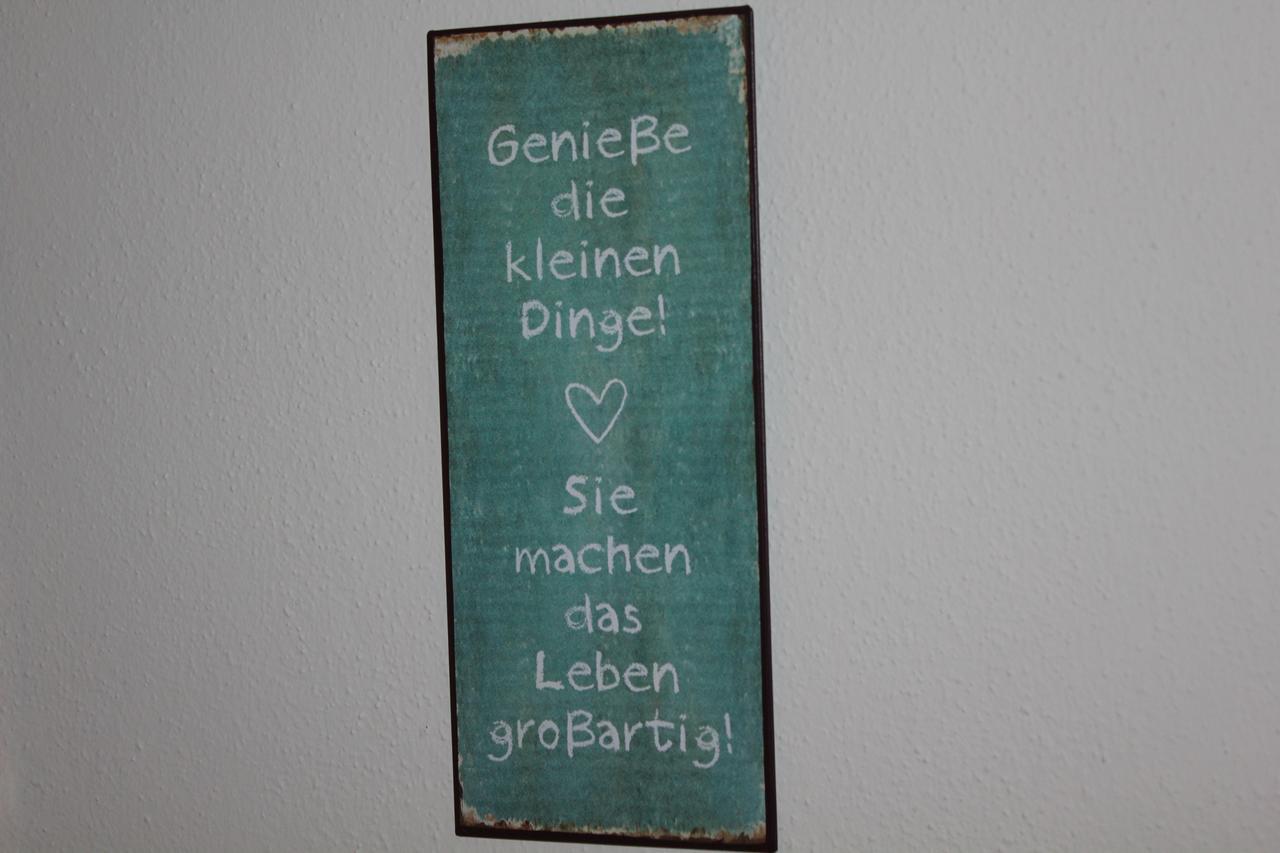 Genieße
die
kleinen
Dinge!
Sie
machen
das
Leben
großartig!